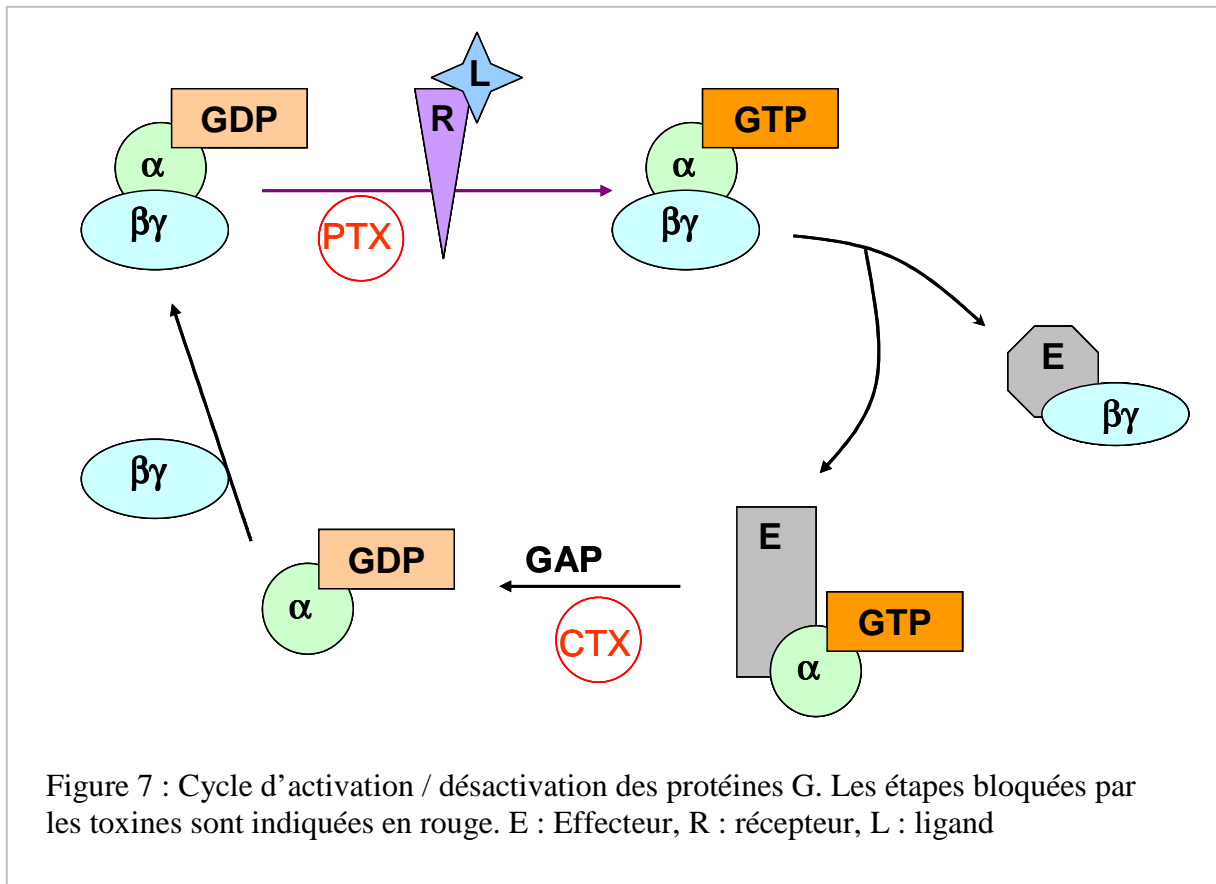 L
GDP
R
GTP
α
α
βγ
PTX
βγ
E
βγ
βγ
E
GDP
GAP
GTP
α
CTX
α
Figure 7 : Cycle d’activation / désactivation des protéines G. Les étapes bloquées par
les toxines sont indiquées en rouge. E : Effecteur, R : récepteur, L : ligand